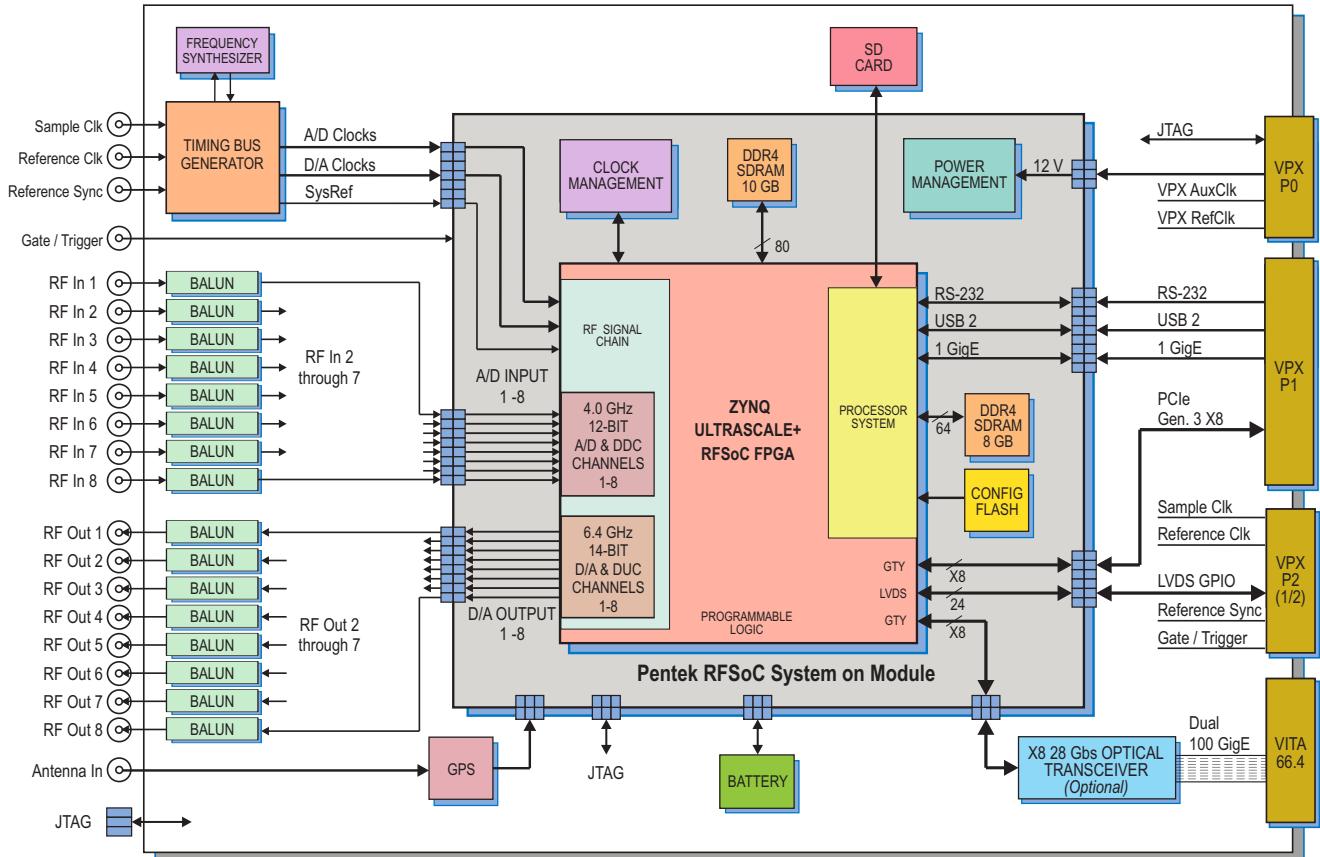 FREQUENCY
SYNTHESIZER
SD
CARD
Sample Clk
Reference Clk
Reference Sync
TIMING BUS
GENERATOR
A/D Clocks
D/A Clocks
SysRef
CLOCK
MANAGEMENT
DDR4
SDRAM
10 GB
POWER
MANAGEMENT
12 V
JTAG
VPX AuxClk
VPX RefClk
VPX
P0
Gate / Trigger
80
RF In 1
BALUN
RF In 2
BALUN
RF In 3
BALUN
RF In 4
BALUN
RF In 5
BALUN
RF In 6
BALUN
RF In 7
BALUN
RF In 8
BALUN
RF In 2
through 7
A/D INPUT
1 -8
RF SIGNAL
CHAIN
4.0 GHz
12-BIT
A/D & DDC
CHANNELS
1-8
ZYNQ
ULTRASCALE+
RFSoC FPGA
PROCESSOR
SYSTEM
RS-232
USB 2
1 GigE
RS-232
USB 2
1 GigE
PCIe
Gen. 3 X8
VPX
P1
64
DDR4
SDRAM
8 GB
CONFIG
FLASH
RF Out 1
BALUN
RF Out 2
BALUN
RF Out 3
BALUN
RF Out 4
BALUN
RF Out 5
BALUN
RF Out 6
BALUN
RF Out 7
BALUN
RF Out 8
BALUN
RF Out 2
through 7
6.4 GHz
14-BIT
D/A & DUC
CHANNELS
1-8
D/A OUTPUT
1 -8
PROGRAMMABLE
LOGIC
GTY
X8
LVDS
24
GTY
X8
Sample Clk
Reference Clk
LVDS GPIO
Reference Sync
Gate / Trigger
VPX
P2
(1/2)
Pentek RFSoC System on Module
Antenna In
GPS
JTAG
BATTERY
X8 28 Gbs OPTICAL
TRANSCEIVER
(Optional)
Dual
100 GigE
VITA
66.4
JTAG